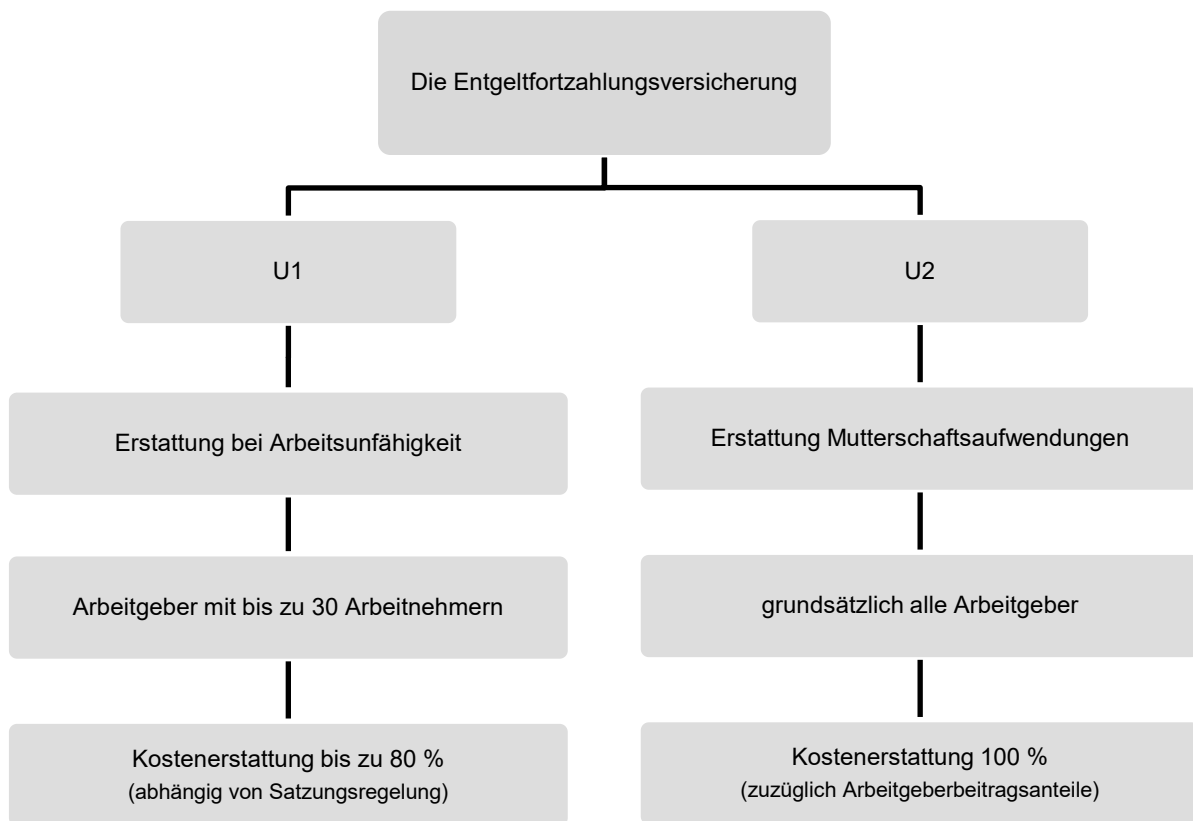 Die Entgeltfortzahlungsversicherung
U1
Erstattung bei Arbeitsunfähigkeit
Arbeitgeber mit bis zu 30 Arbeitnehmern
Kostenerstattung bis zu 80 %
(abhängig von Satzungsregelung)
U2
Erstattung Mutterschaftsaufwendungen
grundsätzlich alle Arbeitgeber
Kostenerstattung 100 %
(zuzüglich Arbeitgeberbeitragsanteile)